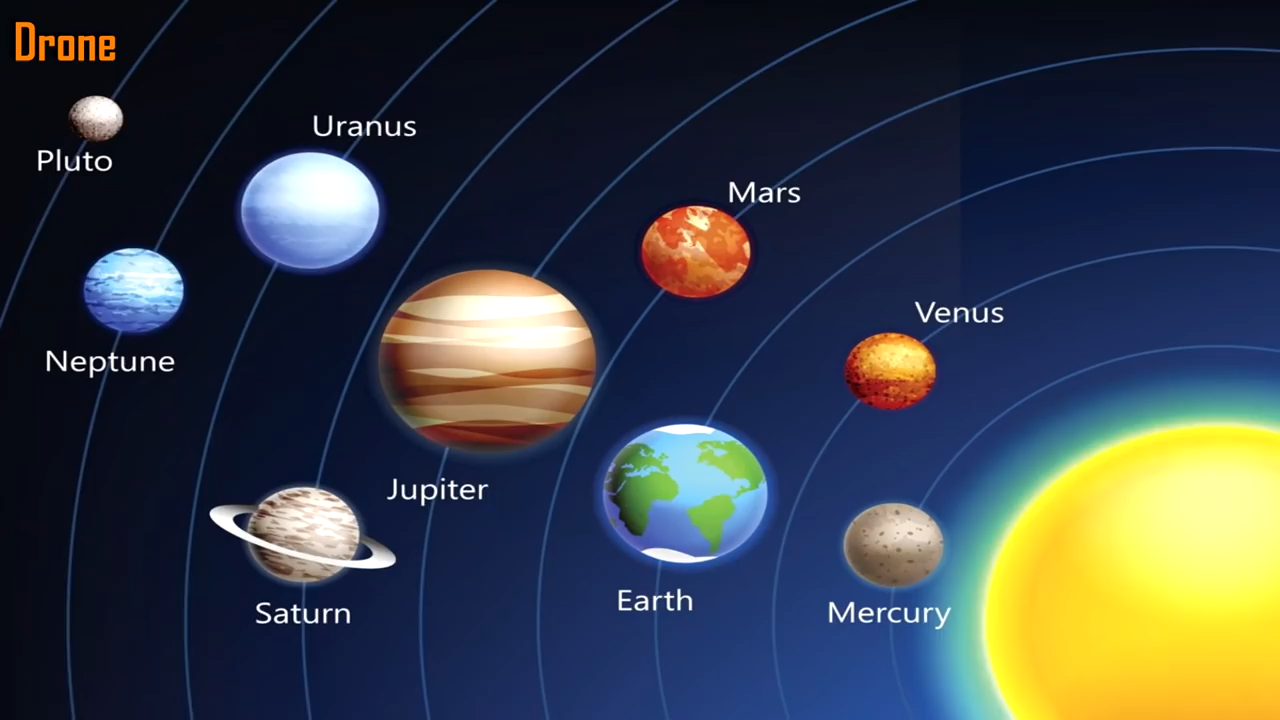 Drone
Pluto
Uranus
Mars
Venus
Neptune
Jupiter
Saturn
Earth
Mercury